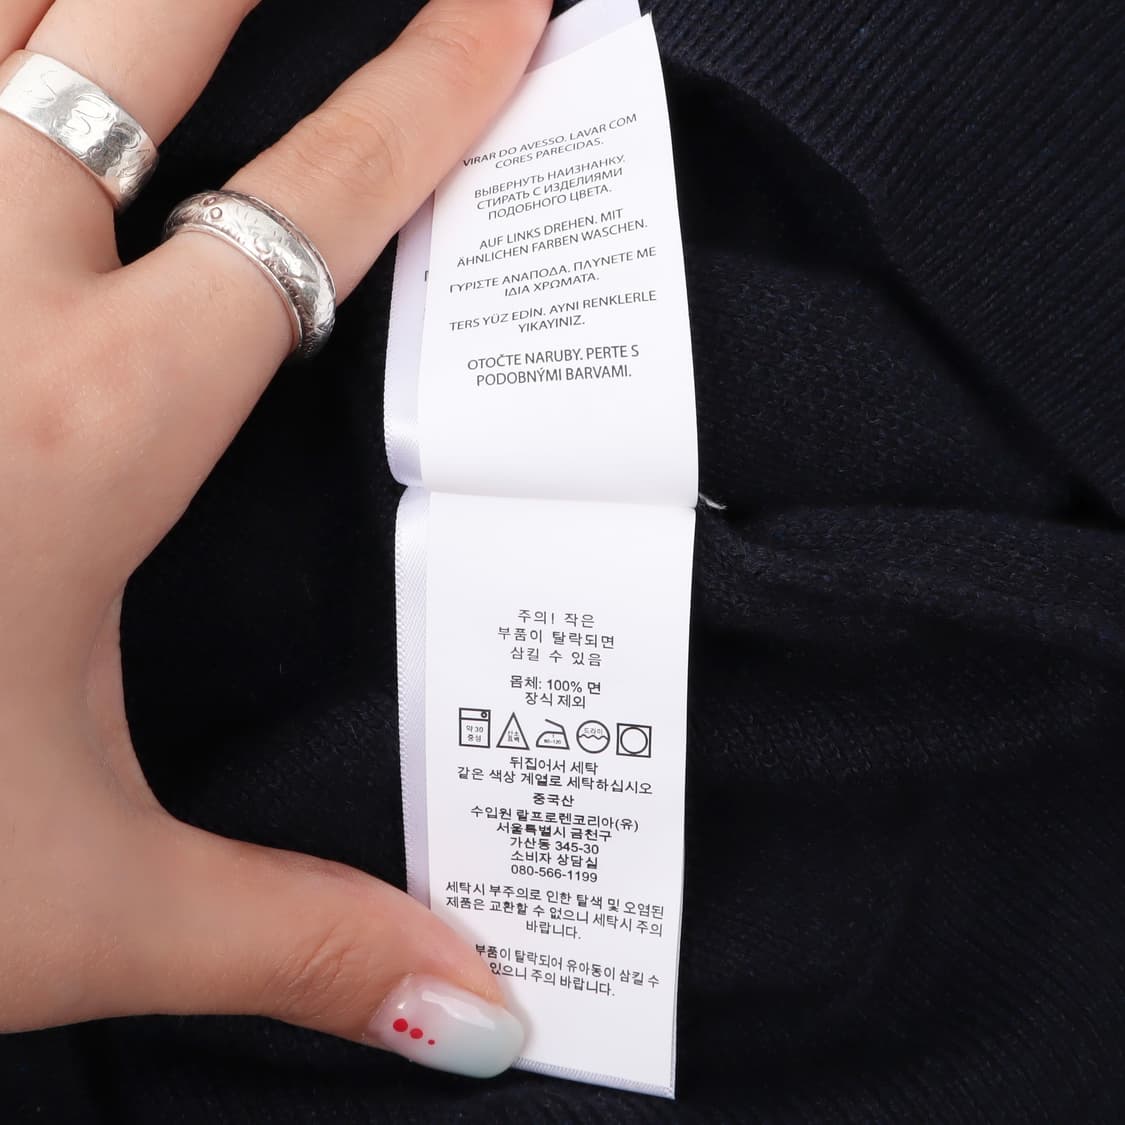 VIRAR DO AVESSO. LAVAR COM
CORES PARECIDAS.
ВЫВЕРНУТЬ НАИЗНАНКУ.
СТИРАТЬ С ИЗДЕЛИЯМИ
ПОДОБНОГО ЦВЕТА.
AUF LINKS DREHEN. MIT
ÄHNLICHEN FARBEN WASCHEN.
ΓΥΡΙΣΤΕ ΑΝΑΠΟΔΑ. ΠΛΥΝΕΤΕ ΜΕ
ΙΔΙΑ ΧΡΩΜΑΤΑ.
TERS YÜZ EDİN. AYNI RENKLERLE
YIKAYINIZ.
OTOČTE NARUBY. PERTE S
PODOBNÝMI BARVAMI.
주의! 작은
부품이 탈락되면
삼킬 수 있음
몸체: 100% 면
장식 제외
약 30
중성
드라이
뒤집어서 세탁
같은 색상 계열로 세탁하십시오
중국산
수입원 랄프로렌코리아(유)
서울특별시 금천구
가산동 345-30
소비자 상담실
080-566-1199
세탁시 부주의로 인한 탈색 및 오염된
제품은 교환할 수 없으니 세탁시 주의
바랍니다.
부품이 탈락되어 유아동이 삼킬 수
있으니 주의 바랍니다.